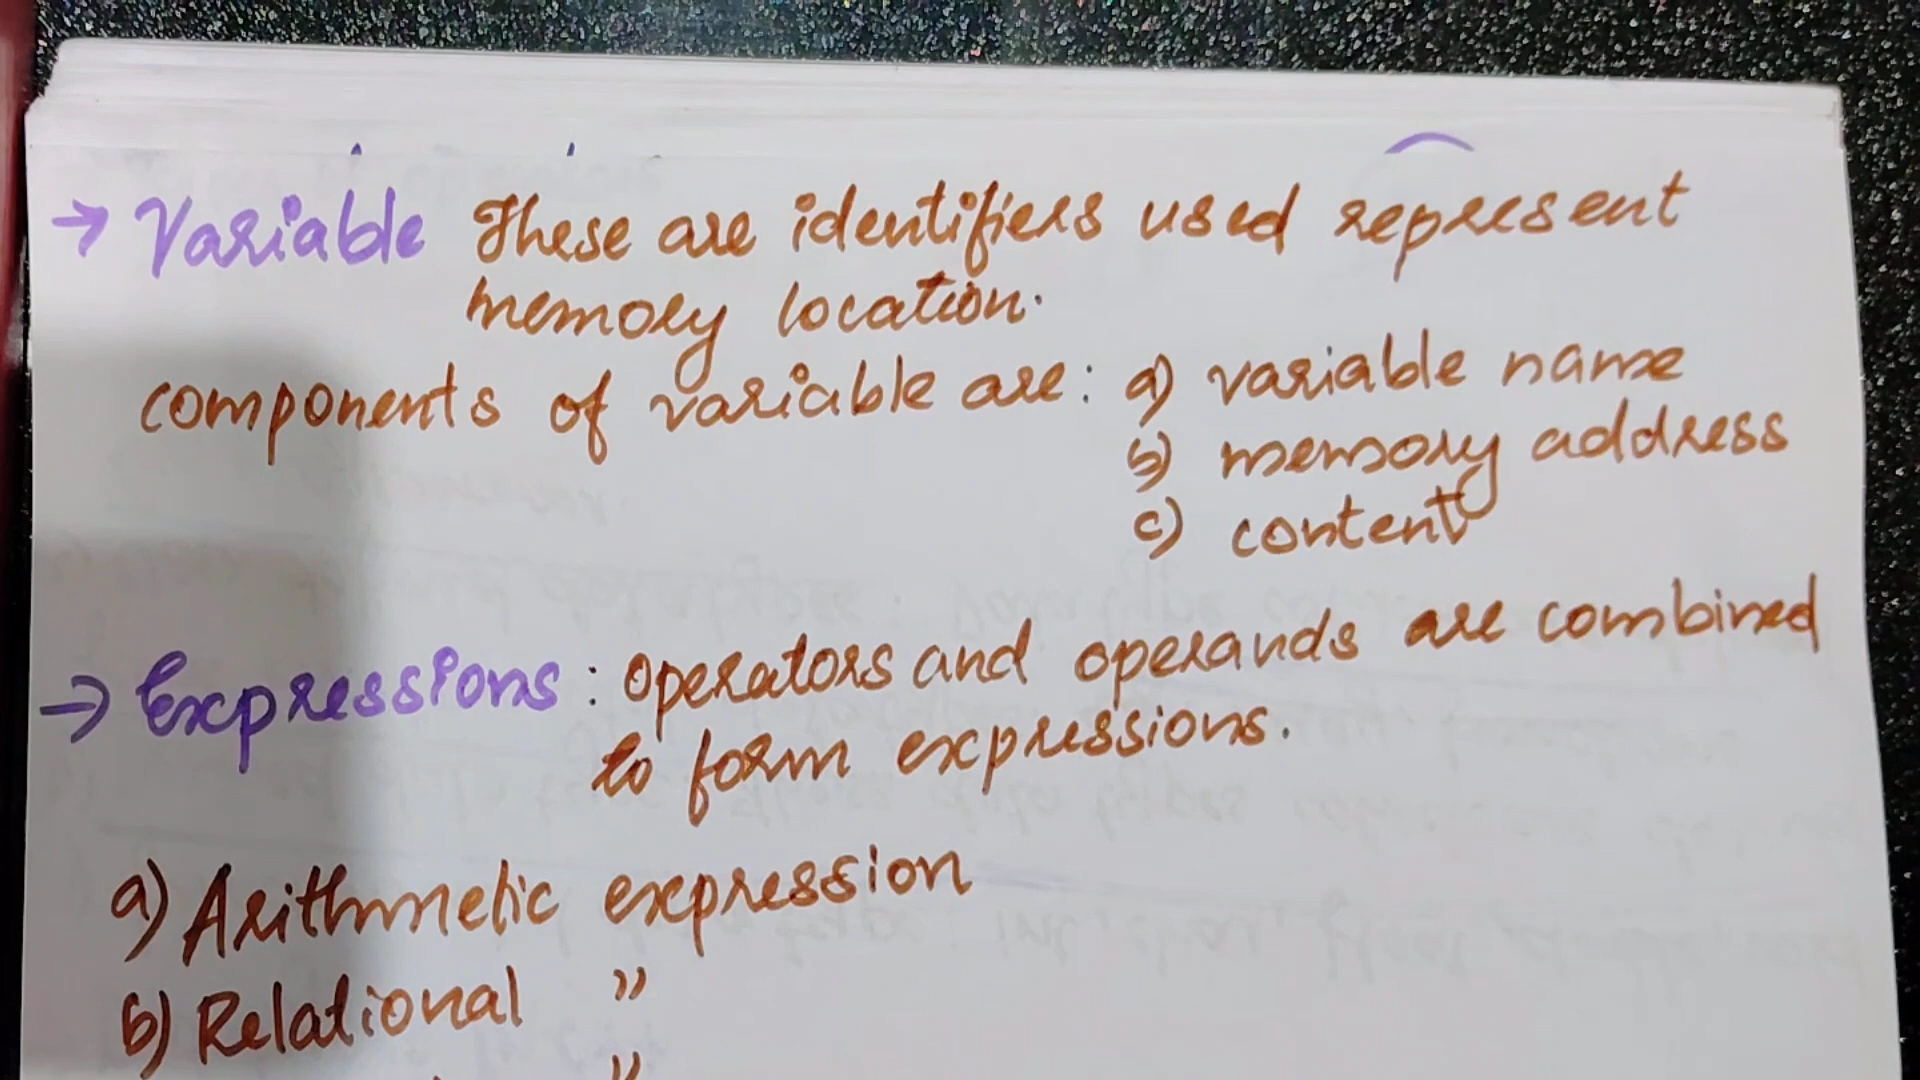 → Variable These are identifiers used represent
memory location.
components of variable are: a) variable name
b) memory address
c) content
→ Expressions: Operators and operands are combined
to form expressions.
a) Arithmetic expression
b) Relational "
"